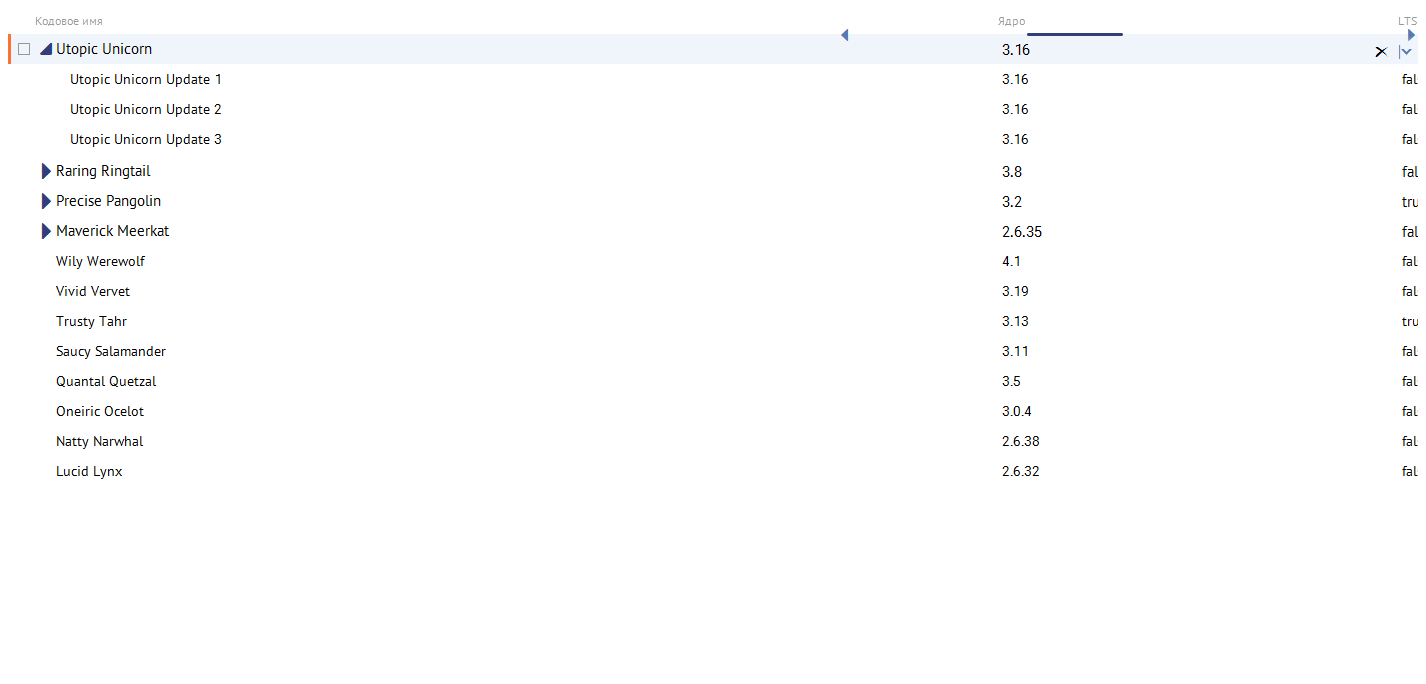 Кодовое имя Ядро LTS
Utopic Unicorn 3.16
Utopic Unicorn Update 1 3.16 fal
Utopic Unicorn Update 2 3.16 fal
Utopic Unicorn Update 3 3.16 fal
Raring Ringtail 3.8 fal
Precise Pangolin 3.2 tru
Maverick Meerkat 2.6.35 fal
Wily Werewolf 4.1 fal
Vivid Vervet 3.19 fal
Trusty Tahr 3.13 tru
Saucy Salamander 3.11 fal
Quantal Quetzal 3.5 fal
Oneiric Ocelot 3.0.4 fal
Natty Narwhal 2.6.38 fal
Lucid Lynx 2.6.32 fal